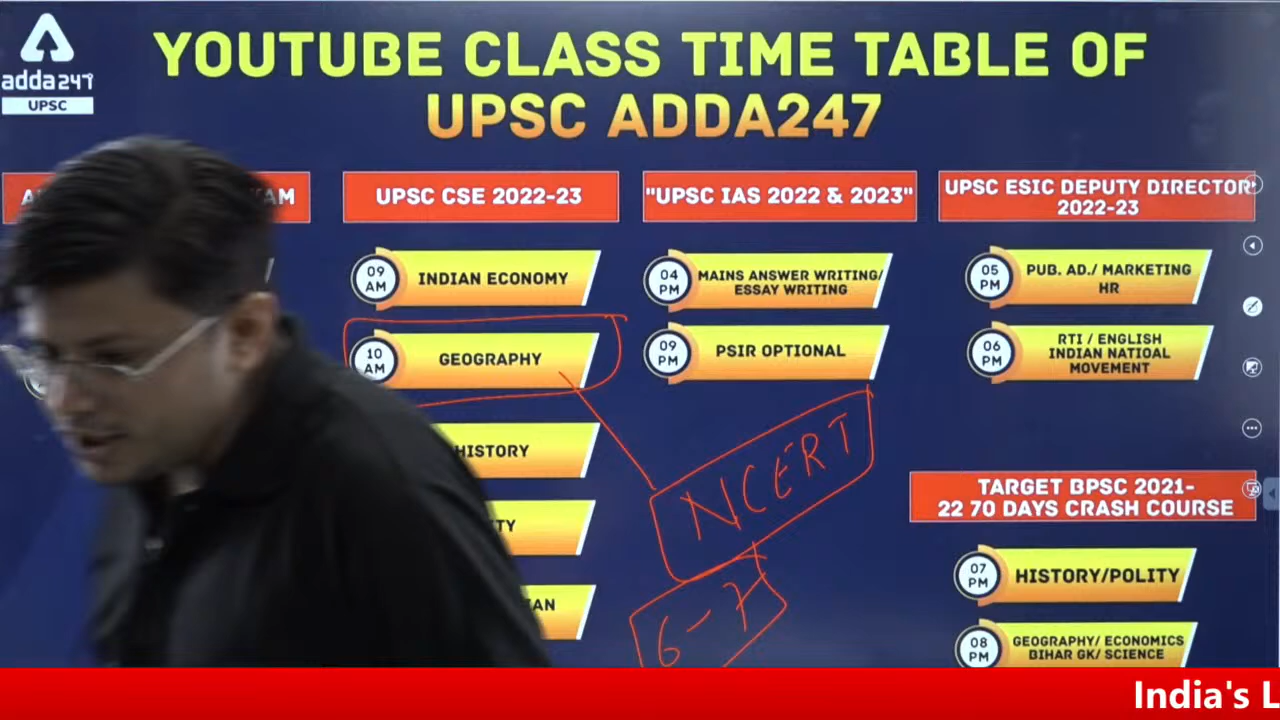 adda247
UPSC
YOUTUBE CLASS TIME TABLE OF
UPSC ADDA247
UPSC CSE 2022-23
09
AM
INDIAN ECONOMY
10
AM
GEOGRAPHY
HISTORY
"UPSC IAS 2022 & 2023"
04
PM
MAINS ANSWER WRITING/
ESSAY WRITING
09
PM
PSIR OPTIONAL
NCERT
6-7
UPSC ESIC DEPUTY DIRECTOR
2022-23
05
PM
PUB. AD./ MARKETING
HR
06
PM
RTI / ENGLISH
INDIAN NATIOAL
MOVEMENT
TARGET BPSC 2021-
22 70 DAYS CRASH COURSE
07
PM
HISTORY/POLITY
08
PM
GEOGRAPHY/ ECONOMICS
BIHAR GK/ SCIENCE
India's L